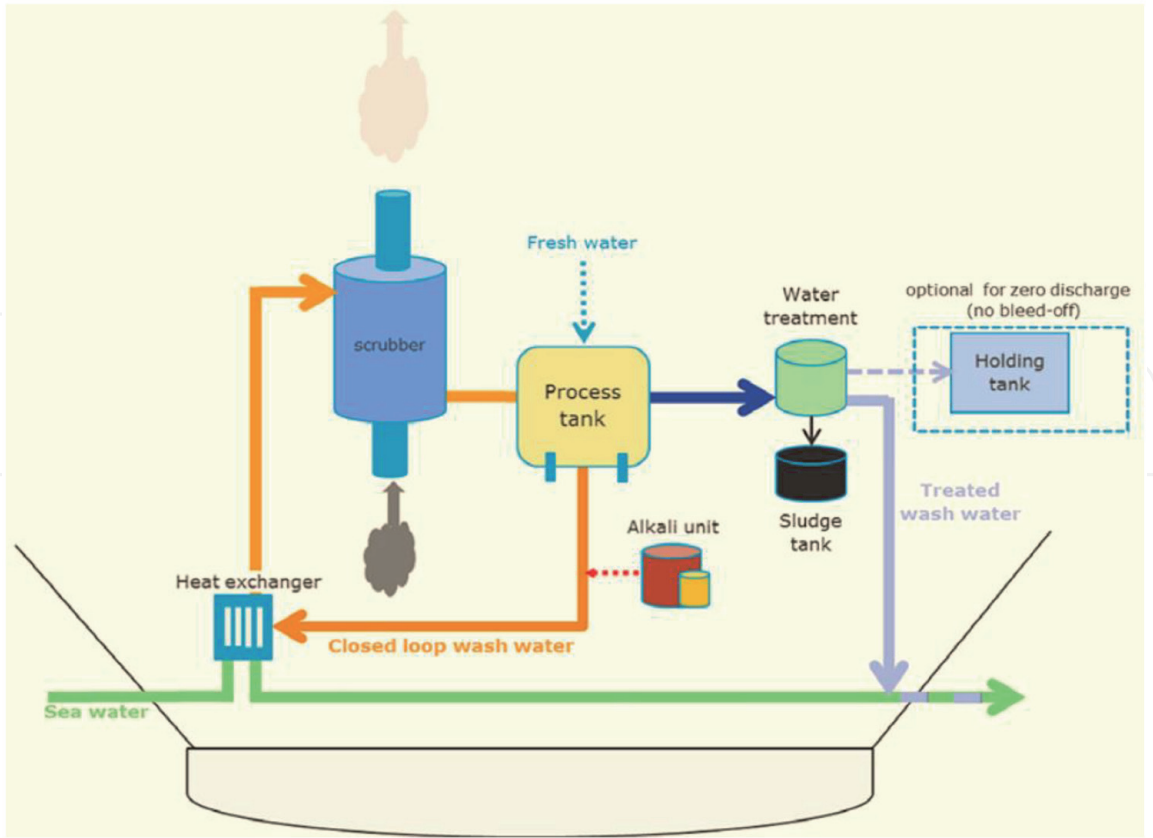 Fresh water
Water
treatment
optional for zero discharge
(no bleed-off)
scrubber
Process
tank
Holding
tank
Treated
wash water
Sludge
tank
Alkali unit
Heat exchanger
Closed loop wash water
Sea water